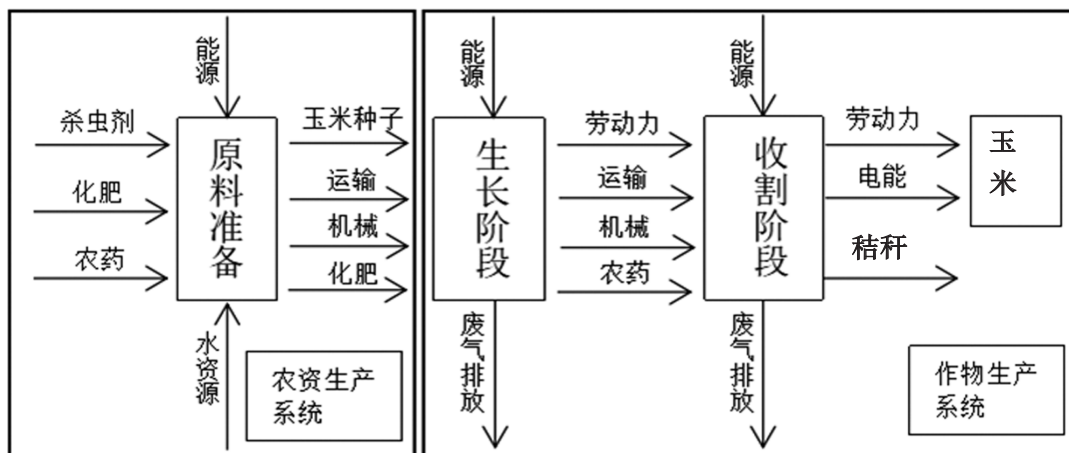 能源
杀虫剂
化肥
农药
原料准备
玉米种子
运输
机械
化肥
水资源
农资生产
系统
能源
生长阶段
劳动力
运输
机械
农药
废气排放
能源
收割阶段
劳动力
电能
秸秆
废气排放
玉米
作物生产
系统